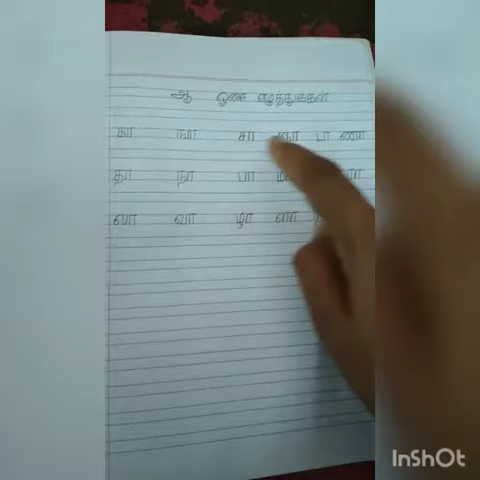 ஆ ஓசை எழுத்துக்கள்
கா ஙா சா ஞா டா ணா
தா நா பா மா
லா வா ழா ளா
InShOt